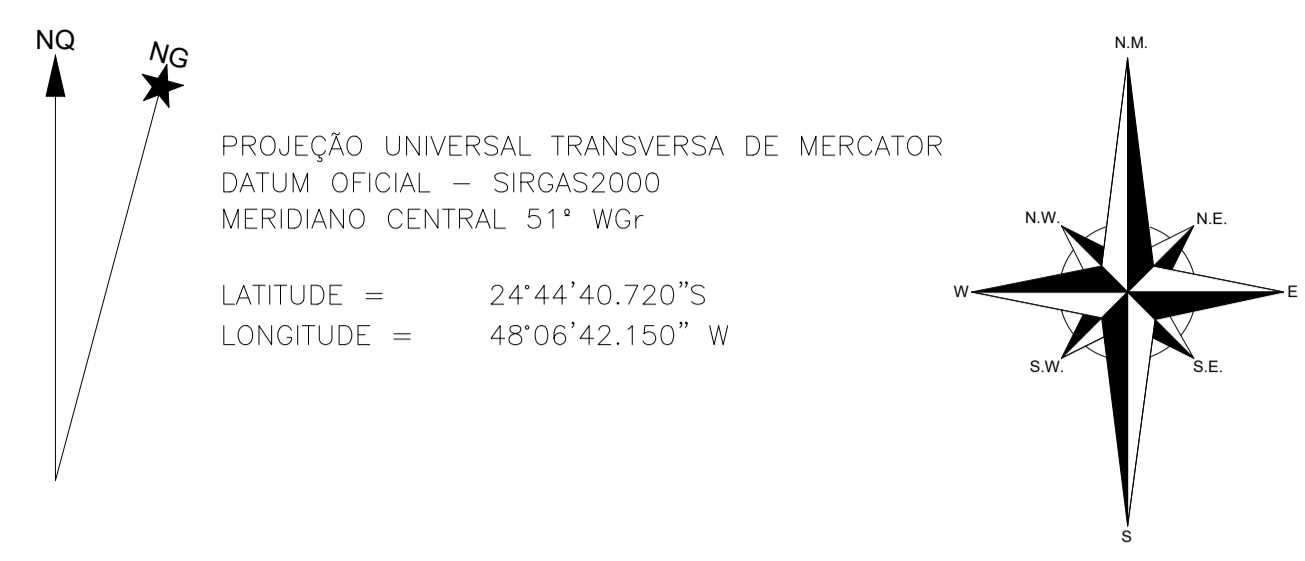 NQ
NG
PROJEÇÃO UNIVERSAL TRANSVERSA DE MERCATOR
DATUM OFICIAL – SIRGAS2000
MERIDIANO CENTRAL 51º WGr
LATITUDE = 24°44'40.720"S
LONGITUDE = 48°06'42.150" W
N.M.
N.W.
N.E.
W
E
S.W.
S.E.
S